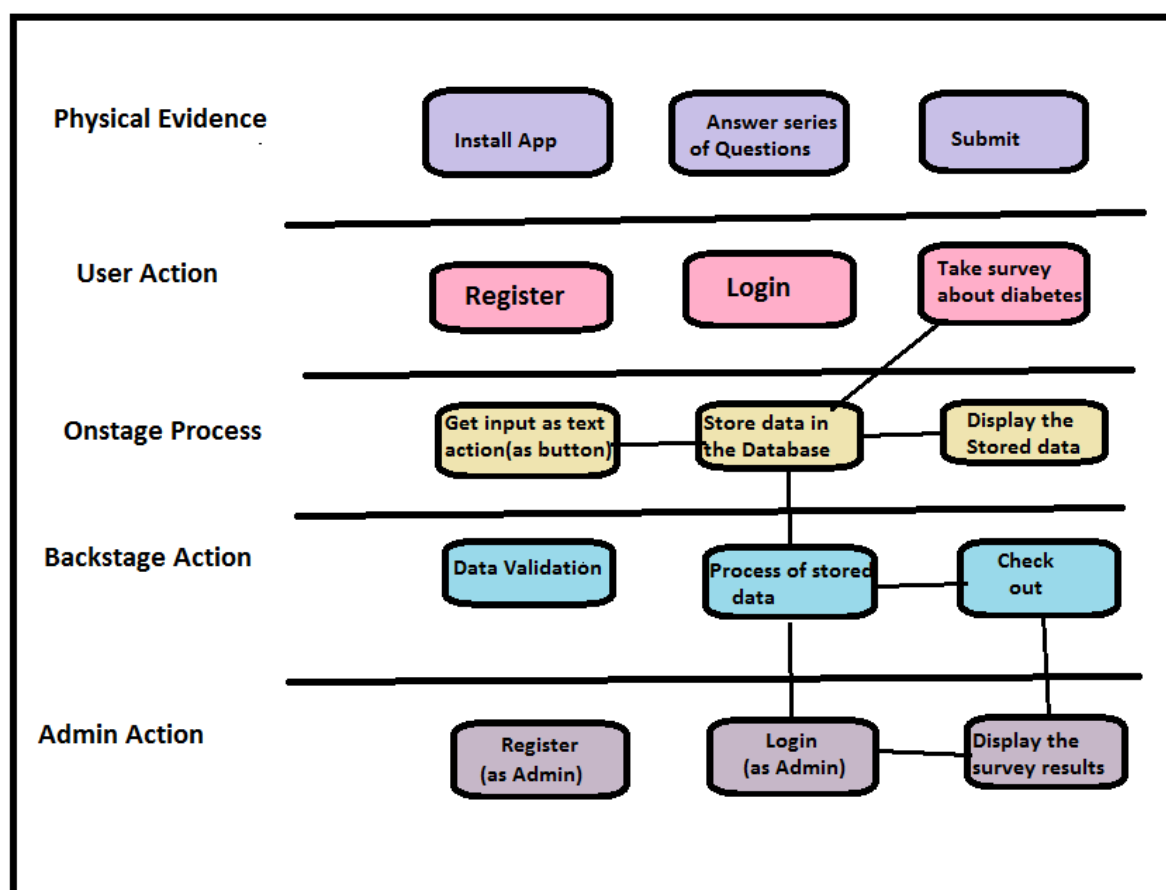 Physical Evidence
Install App
Answer series
of Questions
Submit
User Action
Register
Login
Take survey
about diabetes
Onstage Process
Get input as text
action(as button)
Store data in
the Database
Display the
Stored data
Backstage Action
Data Validation
Process of stored
data
Check
out
Admin Action
Register
(as Admin)
Login
(as Admin)
Display the
survey results